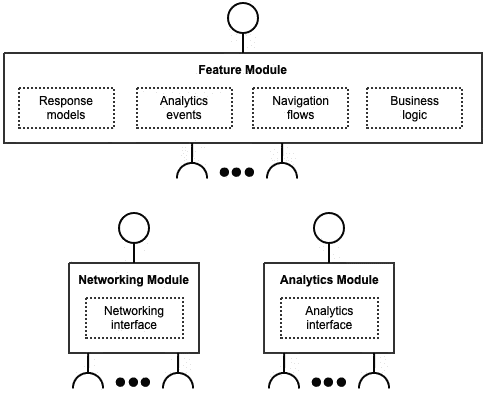 Feature Module
Response
models
Analytics
events
Navigation
flows
Business
logic
Networking Module
Networking
interface
Analytics Module
Analytics
interface